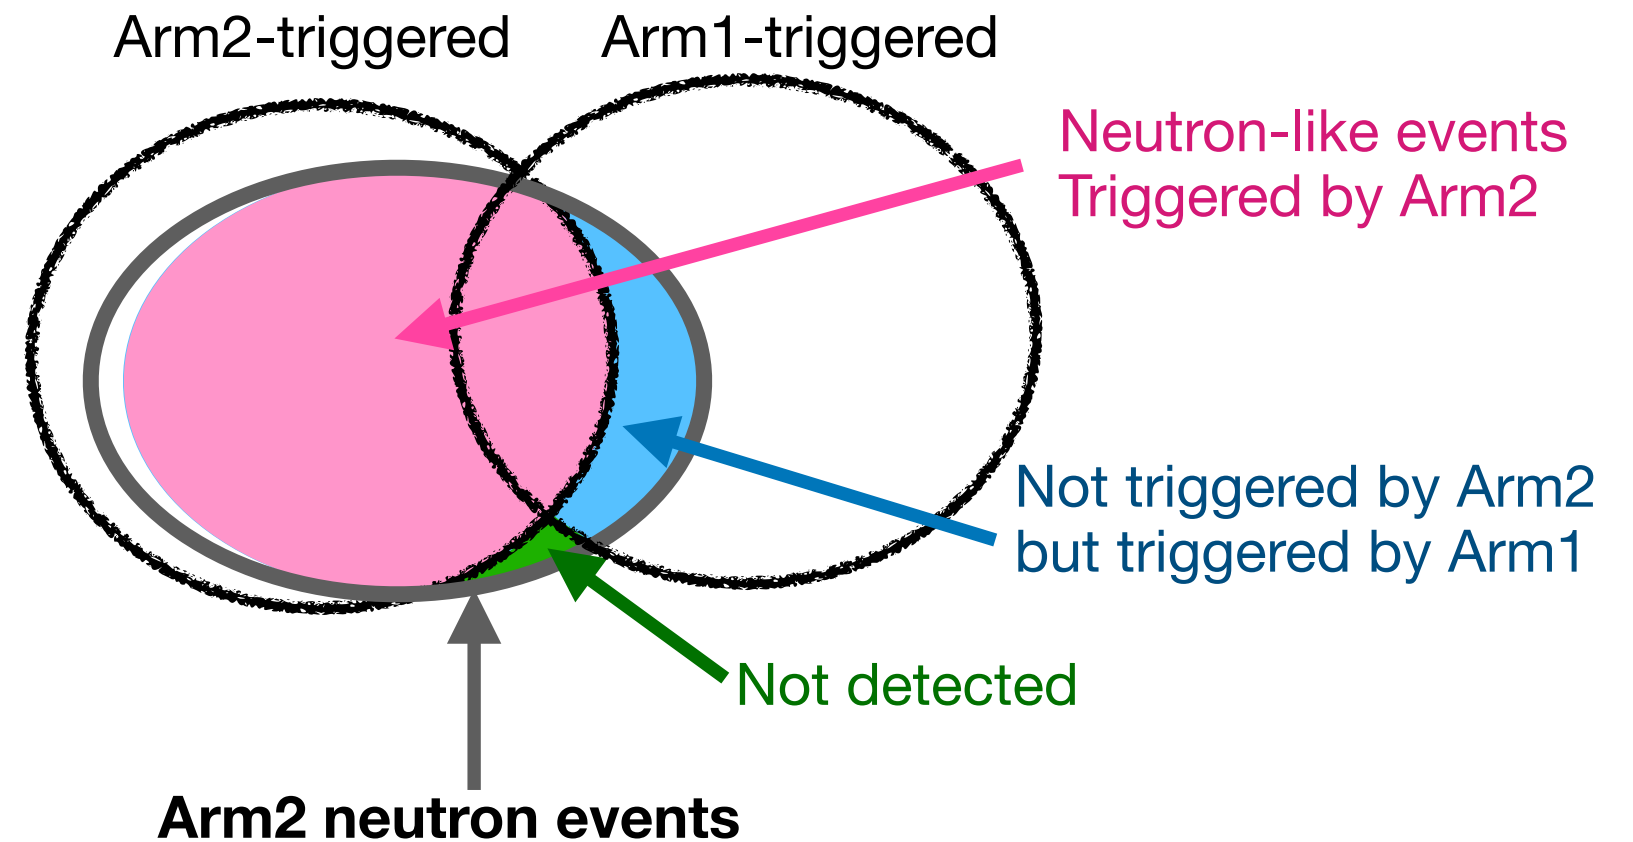 Arm2-triggered
Arm1-triggered
Neutron-like events
Triggered by Arm2
Not triggered by Arm2
but triggered by Arm1
Not detected
Arm2 neutron events